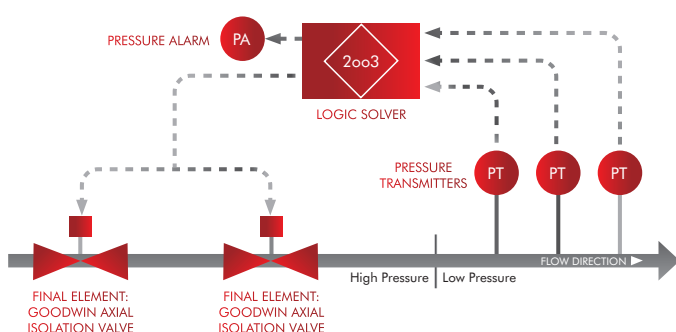 PRESSURE ALARM
PA
2oo3
LOGIC SOLVER
PRESSURE
TRANSMITTERS
PT
PT
PT
FLOW DIRECTION
High Pressure
Low Pressure
FINAL ELEMENT:
GOODWIN AXIAL
ISOLATION VALVE
FINAL ELEMENT:
GOODWIN AXIAL
ISOLATION VALVE